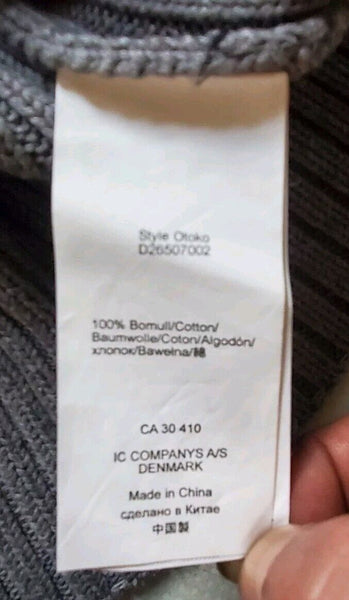 Style Otoko
D26507002
100% Bomull/Cotton/
Baumwolle/Coton/Algodón/
хлопок/Bawełna/綿
CA 30 410
IC COMPANYS A/S
DENMARK
Made in China
сделано в Китае
中国製